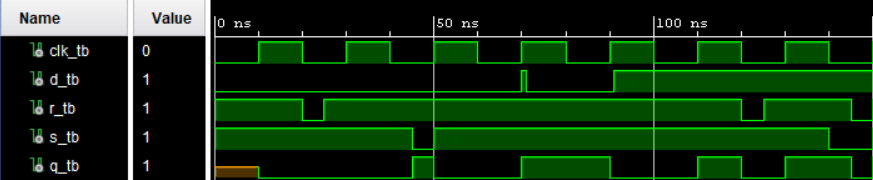 Name Value 0 ns 50 ns 100 ns
clk_tb 0
d_tb 1
r_tb 1
s_tb 1
q_tb 1